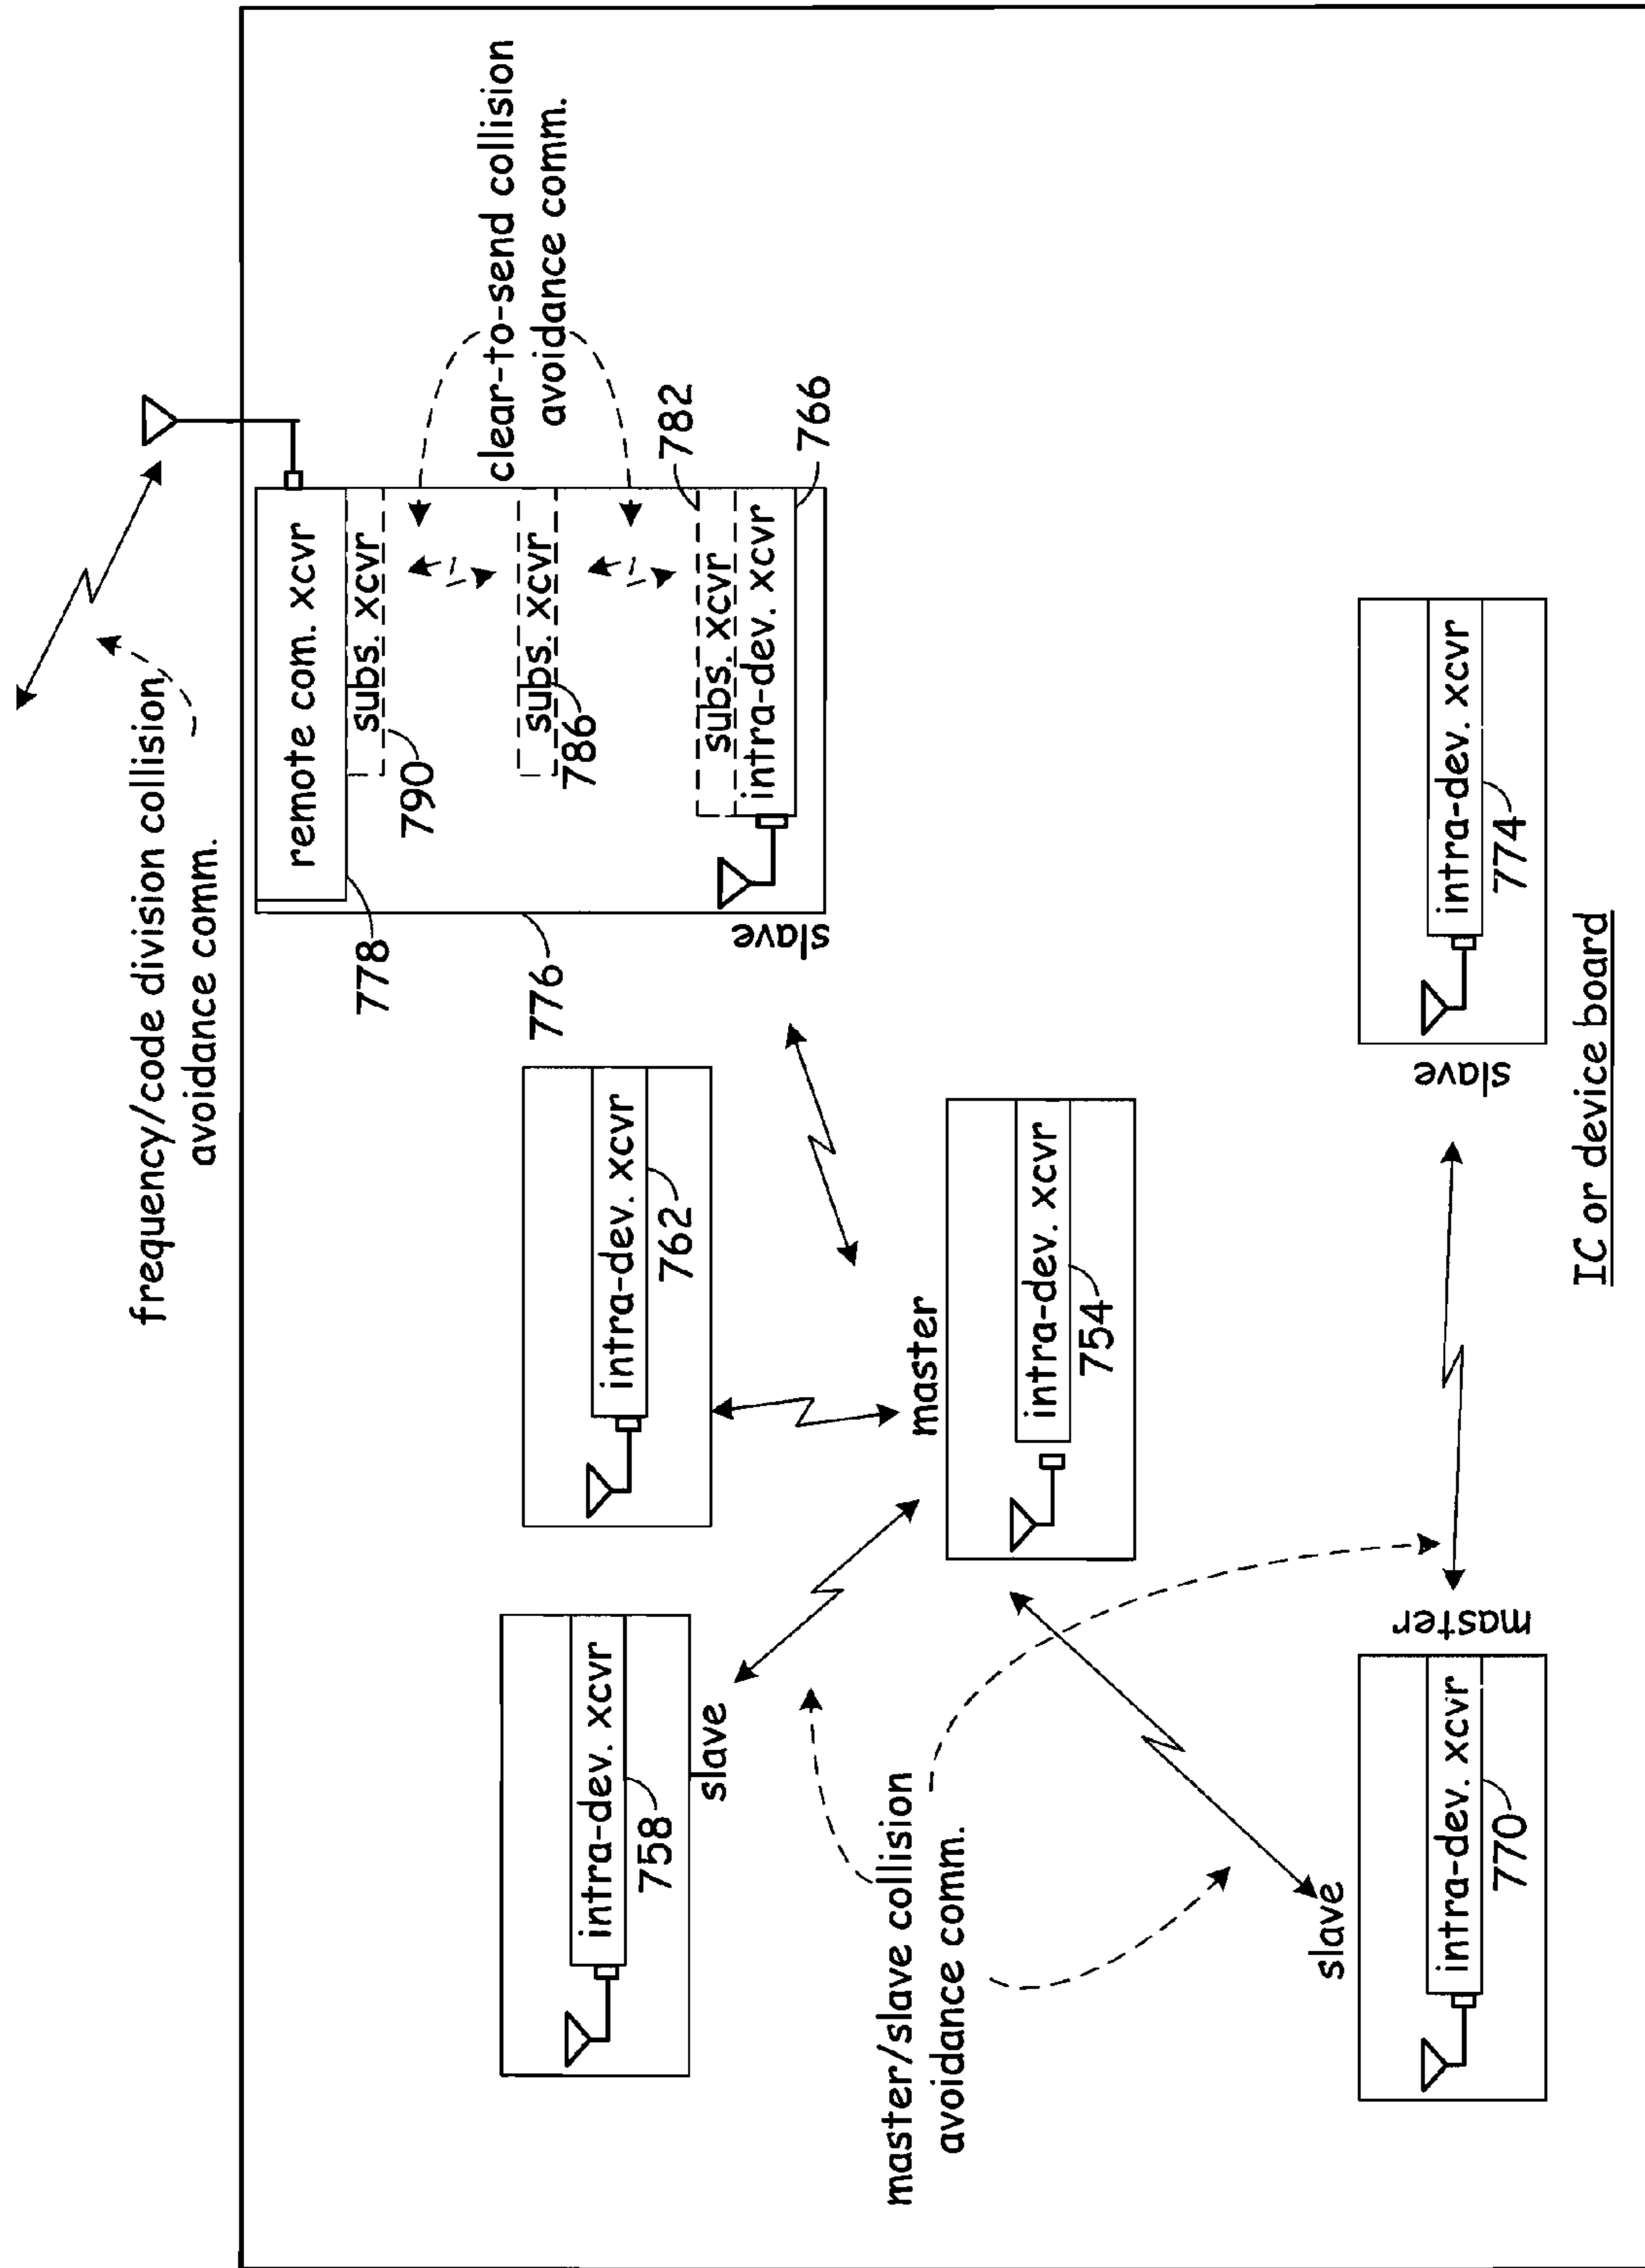 frequency/code division collision
avoidance comm.
remote com. xcvr
778
subs. xcvr
790
clear-to-send collision
avoidance comm.
776
subs. xcvr
786
subs. xcvr
782
intra-dev. xcvr
766
slave
intra-dev. xcvr
758
slave
intra-dev. xcvr
762
master
intra-dev. xcvr
754
master/slave collision
avoidance comm.
slave
intra-dev. xcvr
770
master
slave
intra-dev. xcvr
774
IC or device board